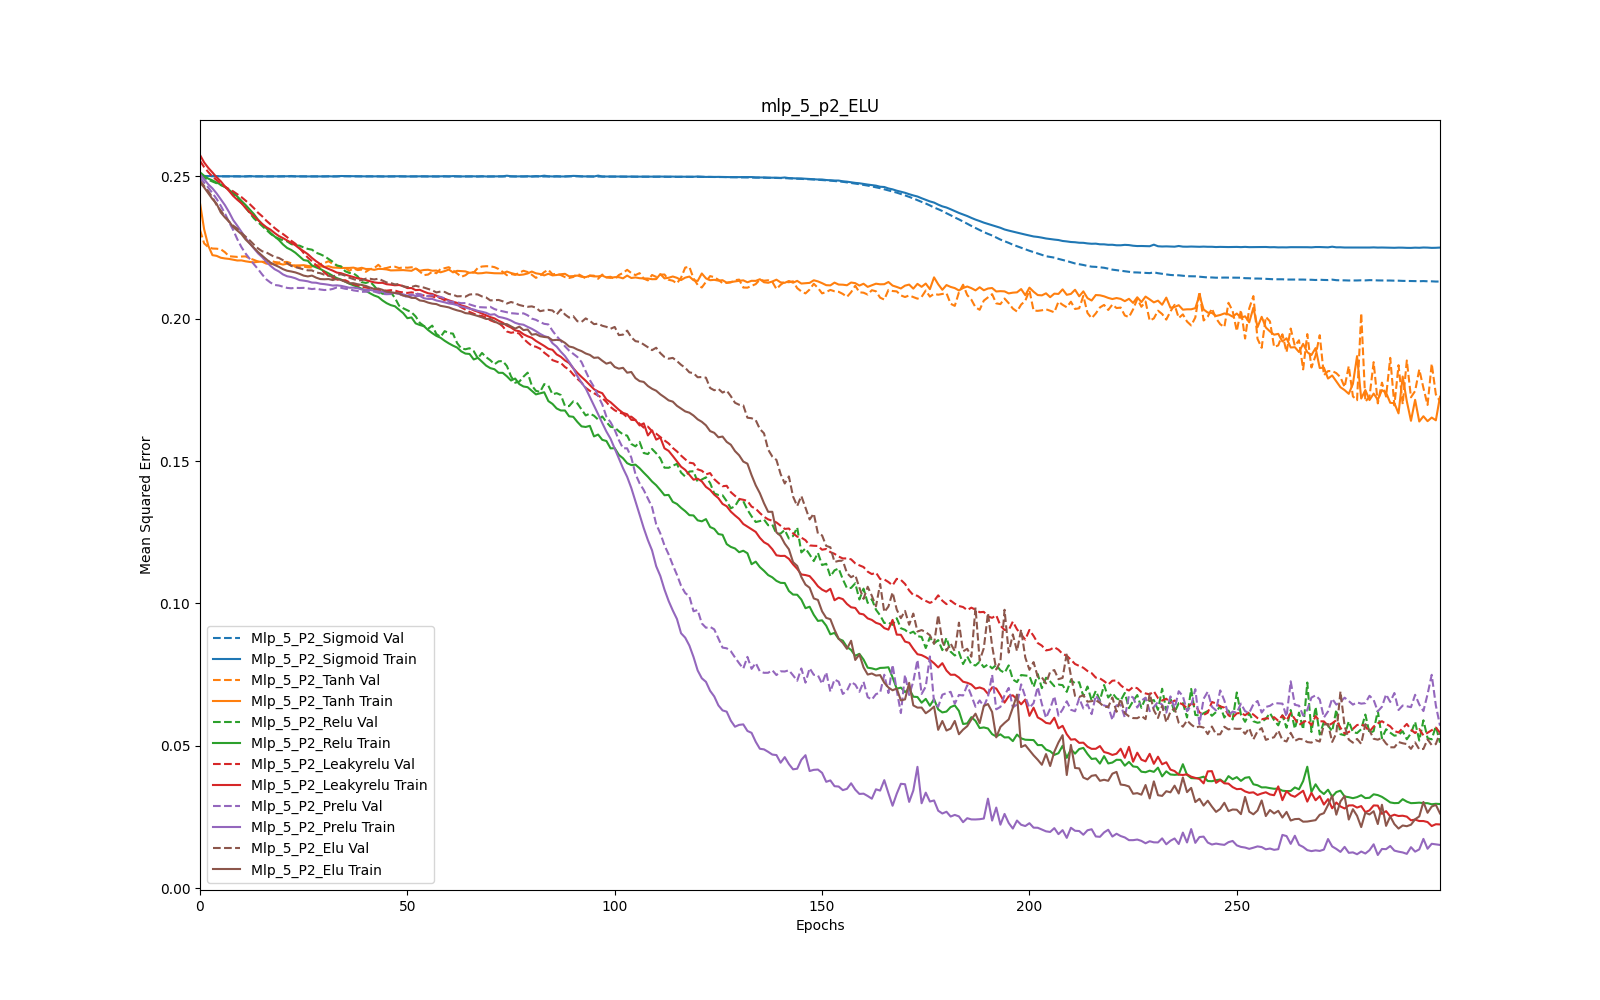 mlp_5_p2_ELU
Mean Squared Error
0.25
0.20
0.15
0.10
0.05
0.00
Mlp_5_P2_Sigmoid Val
Mlp_5_P2_Sigmoid Train
Mlp_5_P2_Tanh Val
Mlp_5_P2_Tanh Train
Mlp_5_P2_Relu Val
Mlp_5_P2_Relu Train
Mlp_5_P2_Leakyrelu Val
Mlp_5_P2_Leakyrelu Train
Mlp_5_P2_Prelu Val
Mlp_5_P2_Prelu Train
Mlp_5_P2_Elu Val
Mlp_5_P2_Elu Train
0 50 100 150 200 250
Epochs